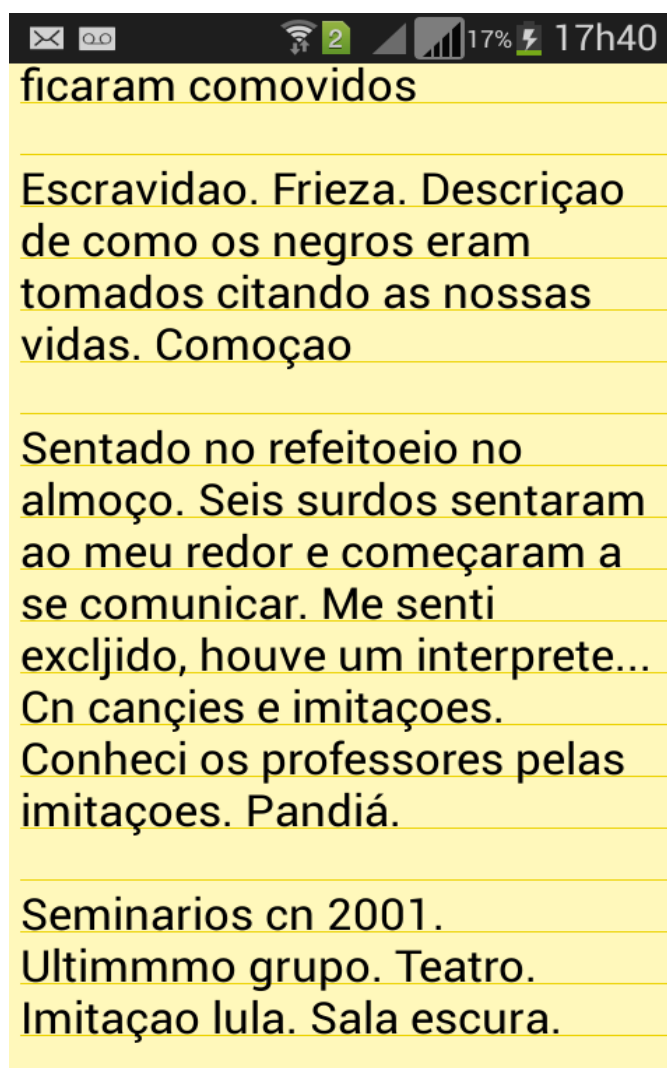 2 17% 17h40
ficaram comovidos
Escravidao. Frieza. Descriçao
de como os negros eram
tomados citando as nossas
vidas. Comoçao
Sentado no refeitoeio no
almoço. Seis surdos sentaram
ao meu redor e começaram a
se comunicar. Me senti
excljido, houve um interprete...
Cn cançies e imitaçoes.
Conheci os professores pelas
imitaçoes. Pandiá.
Seminarios cn 2001.
Ultimmmo grupo. Teatro.
Imitaçao lula. Sala escura.